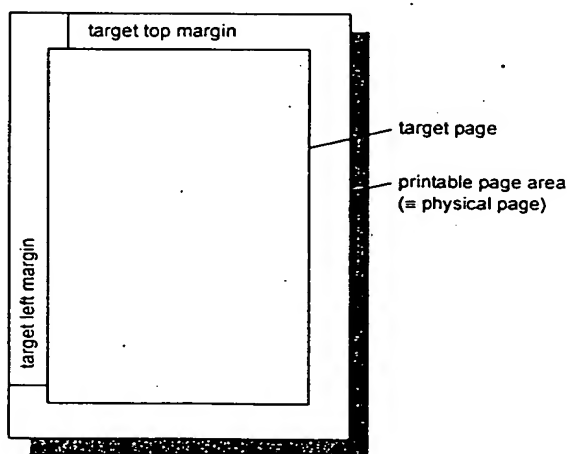 target top margin
target page
printable page area
(≡ physical page)
target left margin